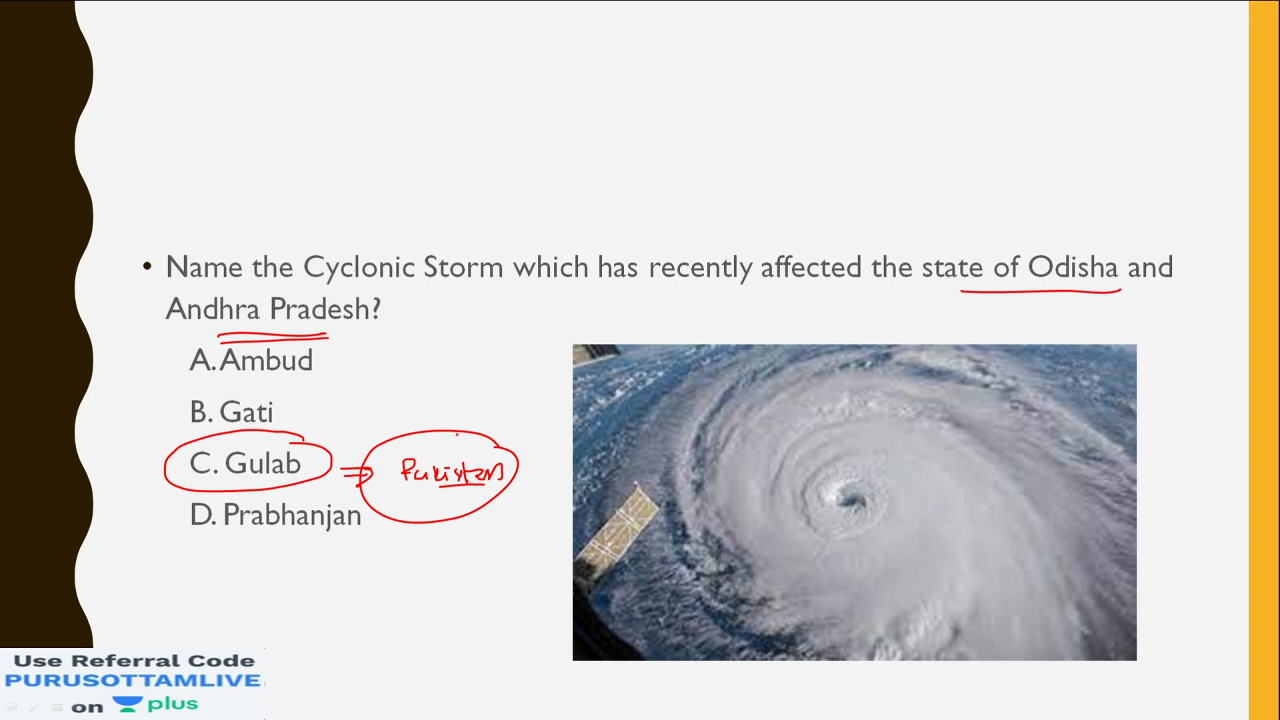 • Name the Cyclonic Storm which has recently affected the state of Odisha and
Andhra Pradesh?
A. Ambud
B. Gati
C. Gulab
Pakistan
D. Prabhanjan
Use Referral Code
PURUSOTTAMLIVE
on plus